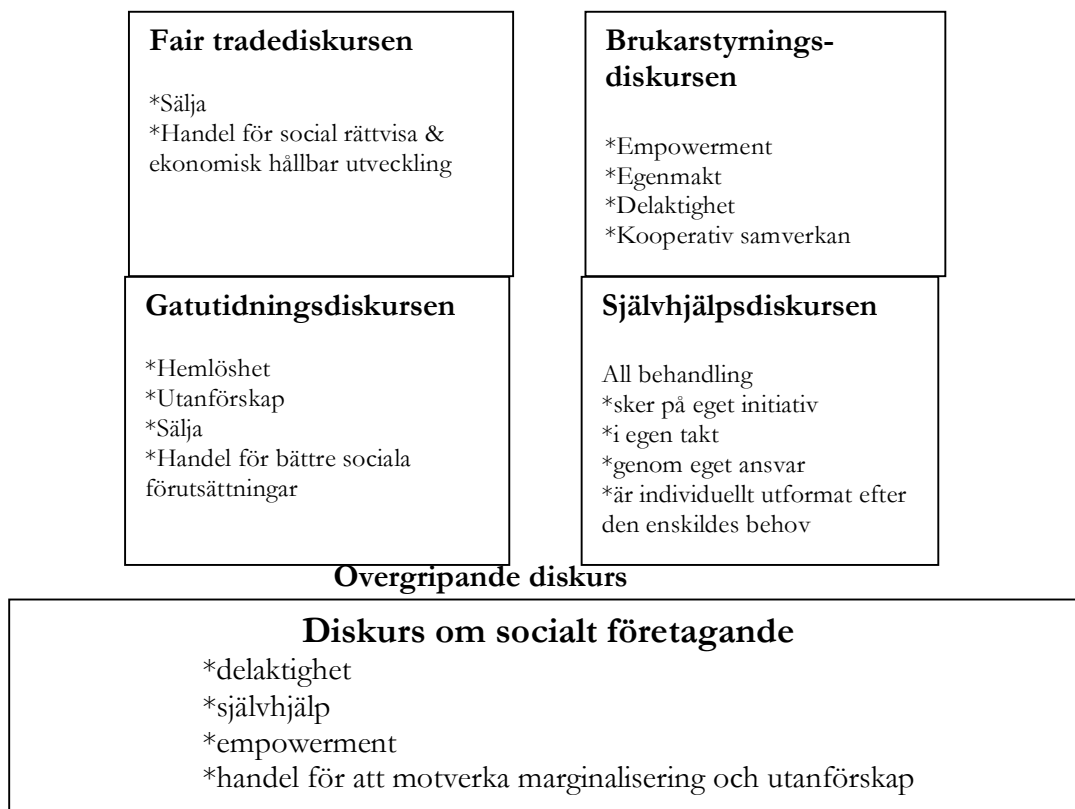 Fair tradediskursen
*Sälja
*Handel för social rättvisa &
ekonomisk hållbar utveckling
Brukarstyrnings-
diskursen
*Empowerment
*Egenmakt
*Delaktighet
*Kooperativ samverkan
Gatutidningsdiskursen
*Hemlöshet
*Utanförskap
*Sälja
*Handel för bättre sociala
förutsättningar
Självhjälpsdiskursen
All behandling
*sker på eget initiativ
*i egen takt
*genom eget ansvar
*är individuellt utformat efter
den enskildes behov
Övergripande diskurs
Diskurs om socialt företagande
*delaktighet
*självhjälp
*empowerment
*handel för att motverka marginalisering och utanförskap